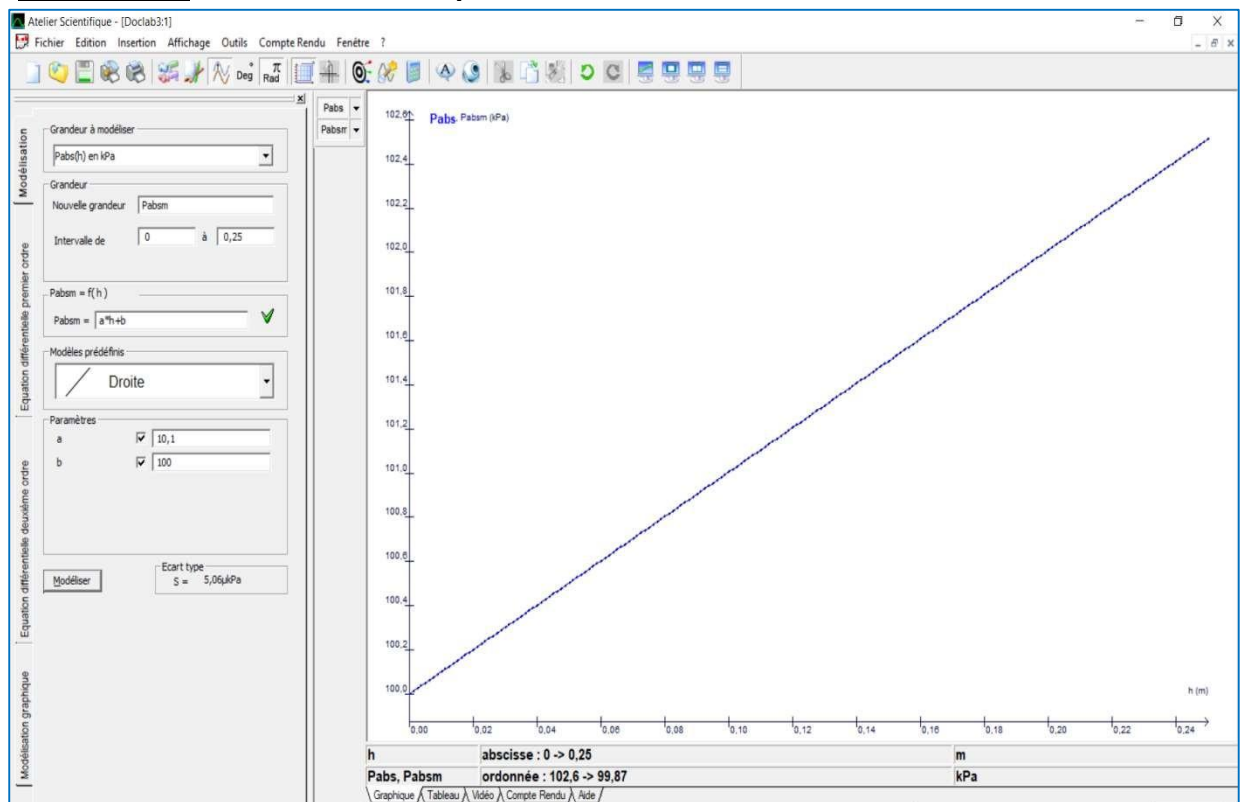 Atelier Scientifique - [Doclab3:1]
Fichier Edition Insertion Affichage Outils Compte Rendu Fenêtre ?
Deg
π
Rad
Modélisation
Equation différentielle premier ordre
Equation différentielle deuxième ordre
Modélisation graphique
Grandeur à modéliser
Pabs(h) en kPa
Grandeur
Nouvelle grandeur Pabsm
Intervalle de 0 à 0,25
Pabsm = f( h )
Pabsm = a*h+b
Modèles prédéfinis
Droite
Paramètres
a 10,1
b 100
Modéliser
Ecart type
S = 5,06µkPa
Pabs
Pabsm
Pabs, Pabsm (kPa)
102,6
102,4
102,2
102,0
101,8
101,6
101,4
101,2
101,0
100,8
100,6
100,4
100,2
100,0
h (m)
0,00 0,02 0,04 0,06 0,08 0,10 0,12 0,14 0,16 0,18 0,20 0,22 0,24
h abscisse : 0 -> 0,25 m
Pabs, Pabsm ordonnée : 102,6 -> 99,87 kPa
Graphique Tableau Vidéo Compte Rendu Aide